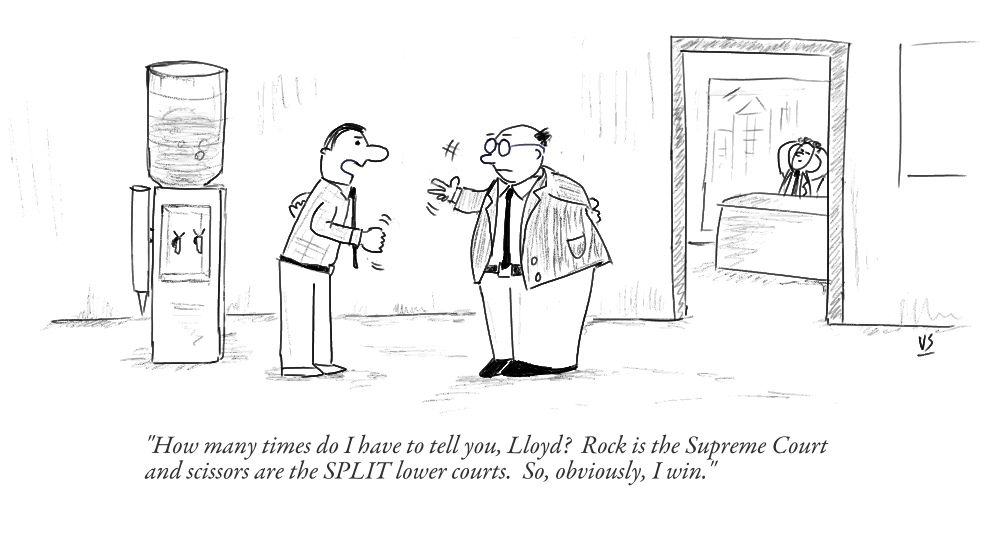 #
VS
"How many times do I have to tell you, Lloyd? Rock is the Supreme Court
and scissors are the SPLIT lower courts. So, obviously, I win."